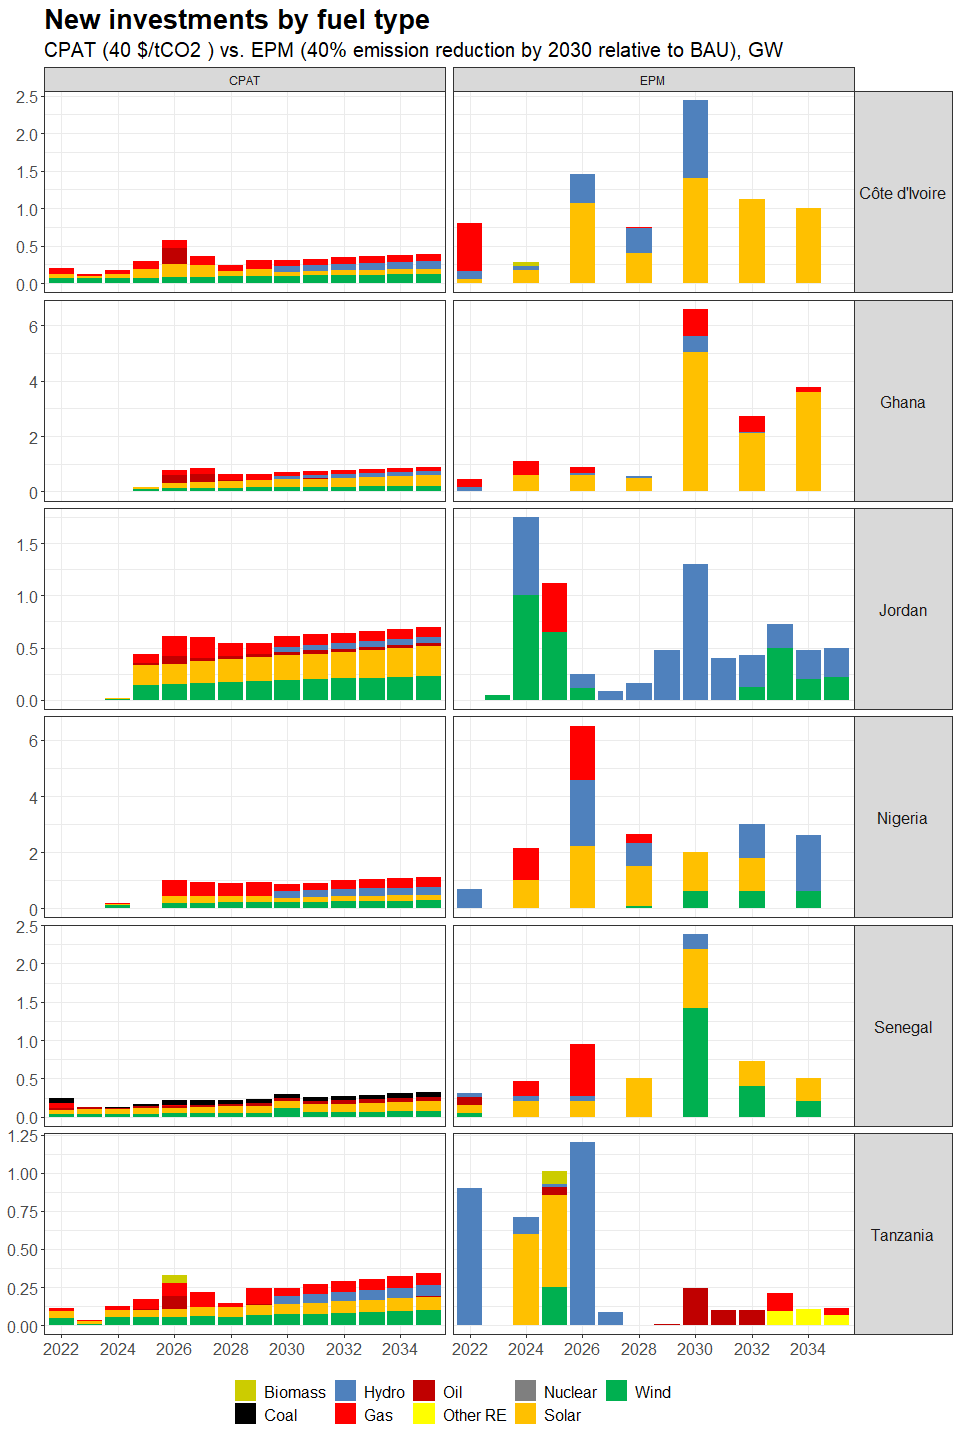 New investments by fuel type
CPAT (40 $/tCO2 ) vs. EPM (40% emission reduction by 2030 relative to BAU), GW
CPAT EPM
2.5
2.0
1.5
1.0
0.5
0.0
Côte d'Ivoire
6
4
2
0
Ghana
1.5
1.0
0.5
0.0
Jordan
6
4
2
0
Nigeria
2.5
2.0
1.5
1.0
0.5
0.0
Senegal
1.25
1.00
0.75
0.50
0.25
0.00
Tanzania
2022 2024 2026 2028 2030 2032 2034 2022 2024 2026 2028 2030 2032 2034
Biomass Hydro Oil Nuclear Wind
Coal Gas Other RE Solar